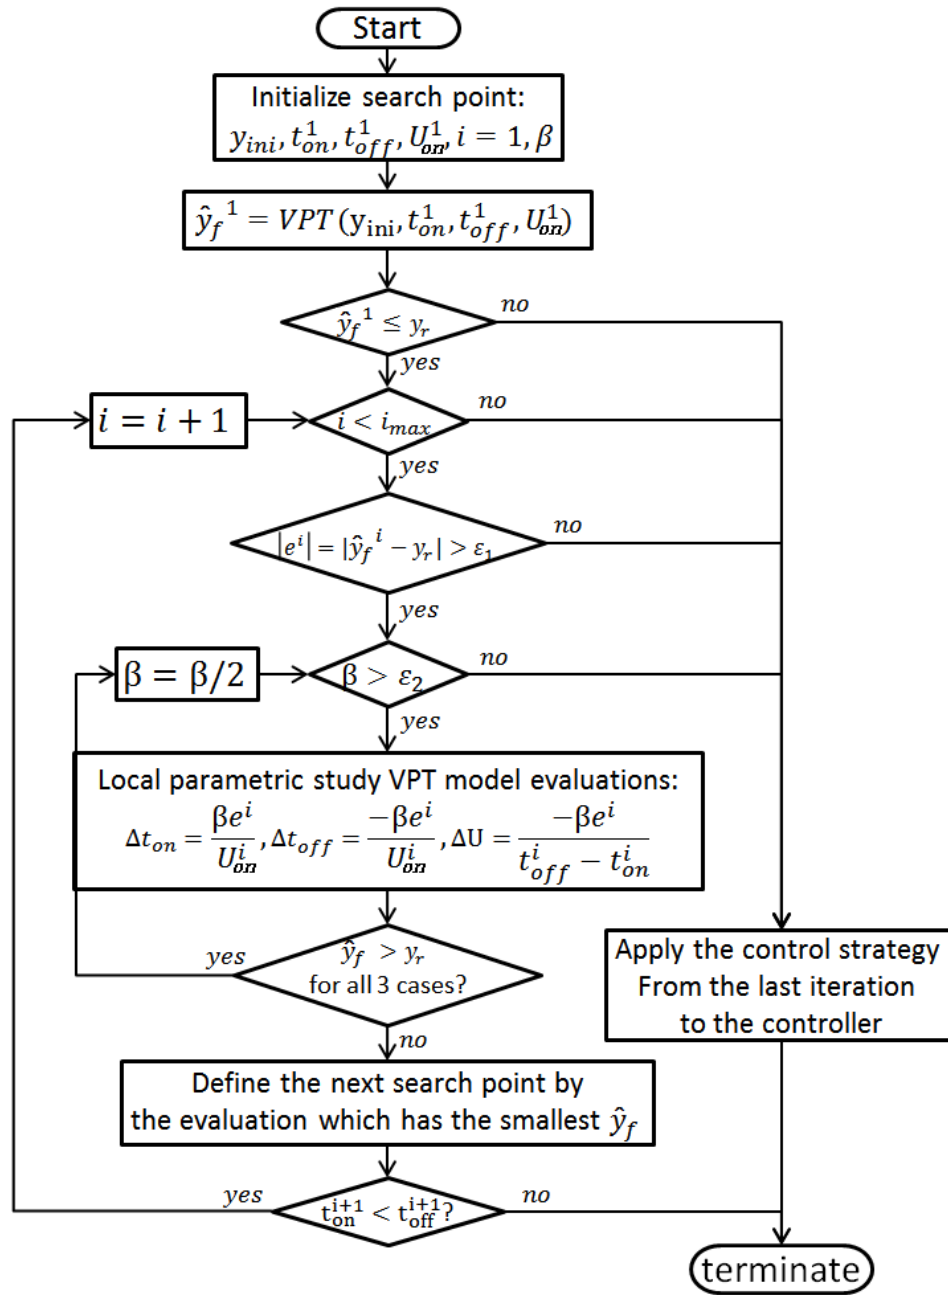 Start
Initialize search point:
y_ini, t_on^1, t_off^1, U_on^1, i = 1, β
ŷ_f^1 = VPT(y_ini, t_on^1, t_off^1, U_on^1)
ŷ_f^1 ≤ y_r
no
yes
i = i + 1
i < i_max
no
yes
|e^i| = |ŷ_f^i − y_r| > ε_1
no
yes
β = β/2
β > ε_2
no
yes
Local parametric study VPT model evaluations:
Δt_on = βe^i / U_on^i, Δt_off = −βe^i / U_on^i, ΔU = −βe^i / (t_off^i − t_on^i)
yes
ŷ_f > y_r
for all 3 cases?
no
Apply the control strategy
From the last iteration
to the controller
Define the next search point by
the evaluation which has the smallest ŷ_f
yes
t_on^{i+1} < t_off^{i+1}?
no
terminate